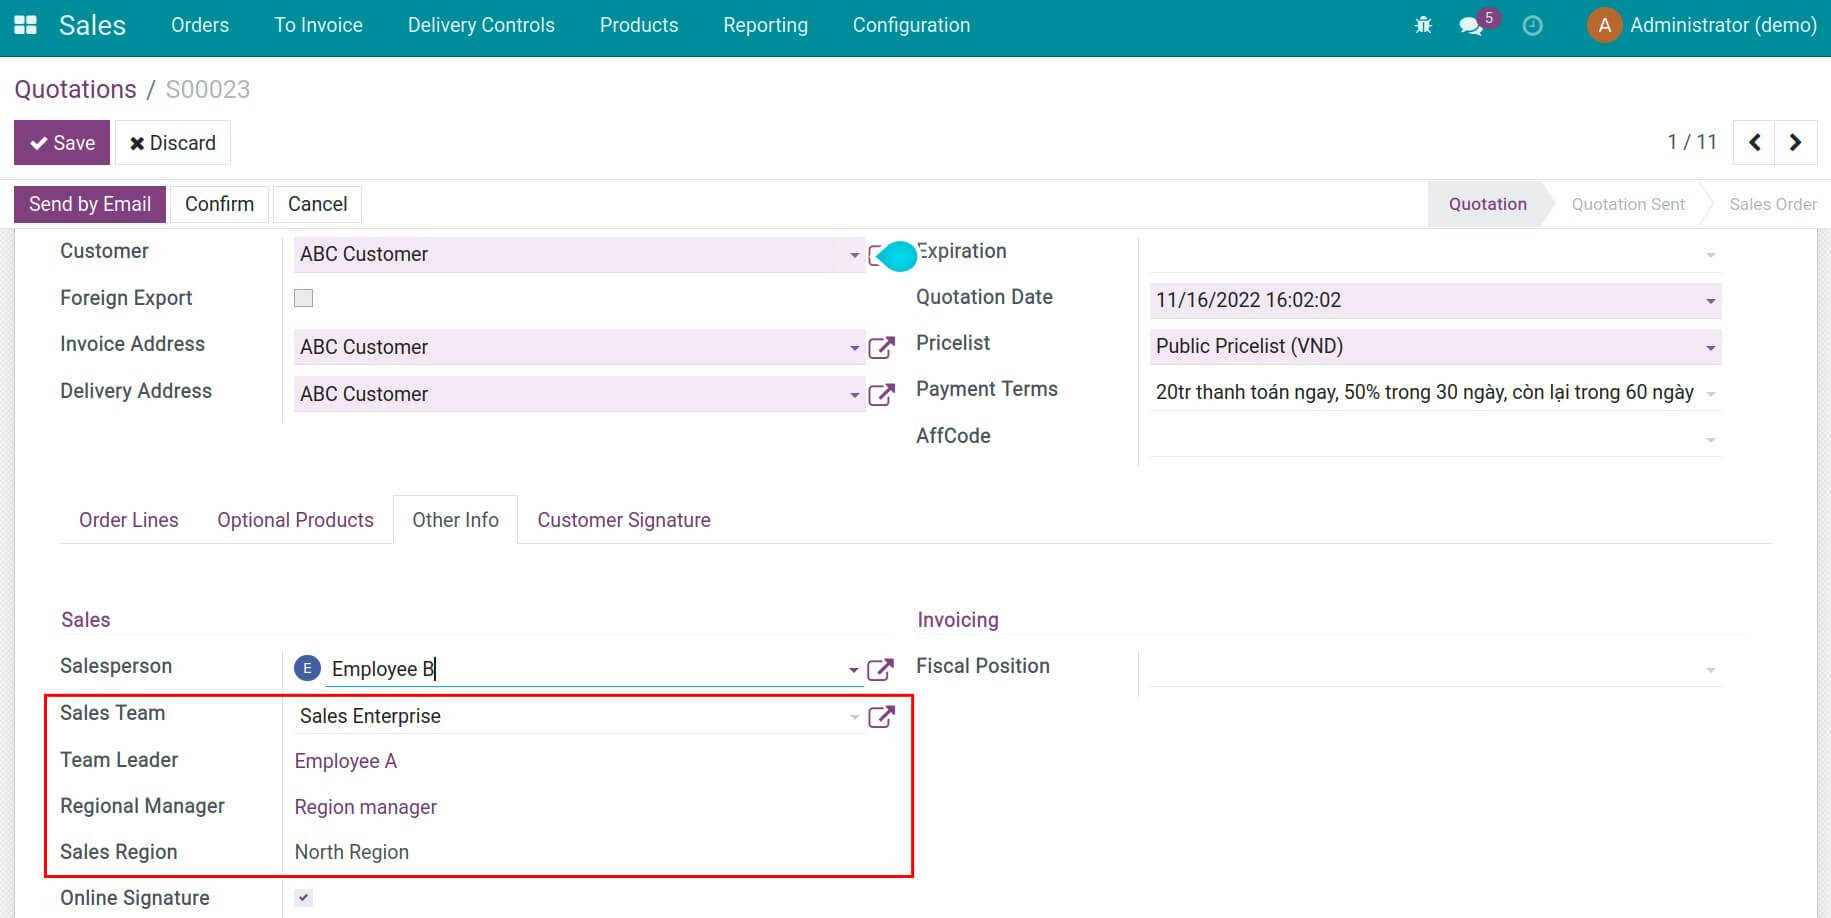 Sales Orders To Invoice Delivery Controls Products Reporting Configuration 5 A Administrator (demo)
Quotations / S00023
Save Discard 1 / 11
Send by Email Confirm Cancel Quotation Quotation Sent Sales Order
Customer ABC Customer Expiration
Foreign Export Quotation Date 11/16/2022 16:02:02
Invoice Address ABC Customer Pricelist Public Pricelist (VND)
Delivery Address ABC Customer Payment Terms 20tr thanh toán ngay, 50% trong 30 ngày, còn lại trong 60 ngày
AffCode
Order Lines Optional Products Other Info Customer Signature
Sales Invoicing
Salesperson E Employee B Fiscal Position
Sales Team Sales Enterprise
Team Leader Employee A
Regional Manager Region manager
Sales Region North Region
Online Signature